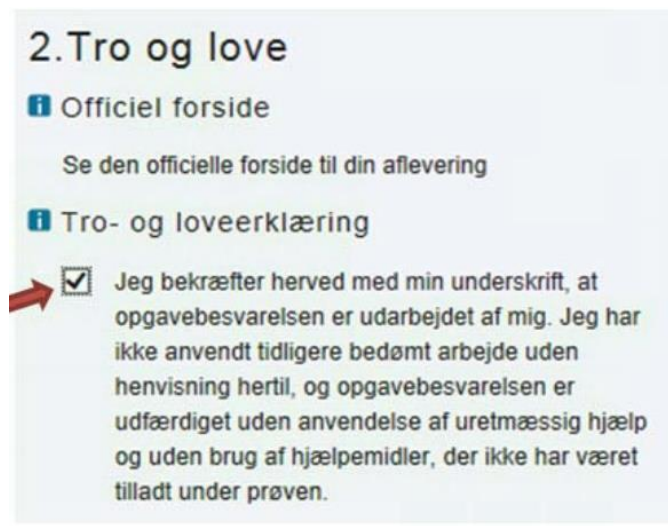 2.Tro og love
Officiel forside
Se den officielle forside til din aflevering
Tro- og loveerklæring
Jeg bekræfter herved med min underskrift, at
opgavebesvarelsen er udarbejdet af mig. Jeg har
ikke anvendt tidligere bedømt arbejde uden
henvisning hertil, og opgavebesvarelsen er
udfærdiget uden anvendelse af uretmæssig hjælp
og uden brug af hjælpemidler, der ikke har været
tilladt under prøven.